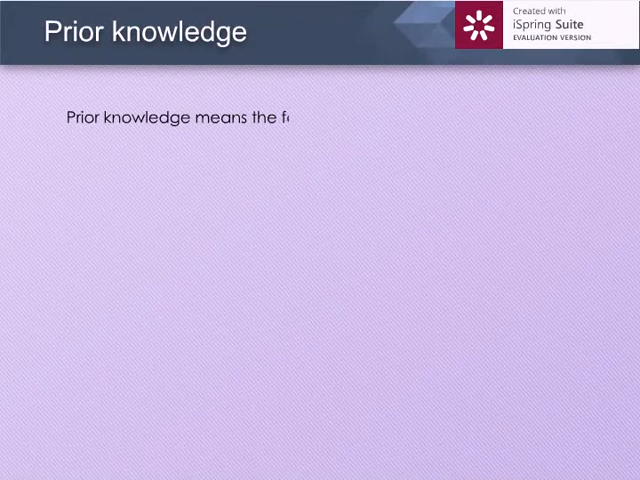 Prior knowledge
Created with
iSpring Suite
EVALUATION VERSION
Prior knowledge means the